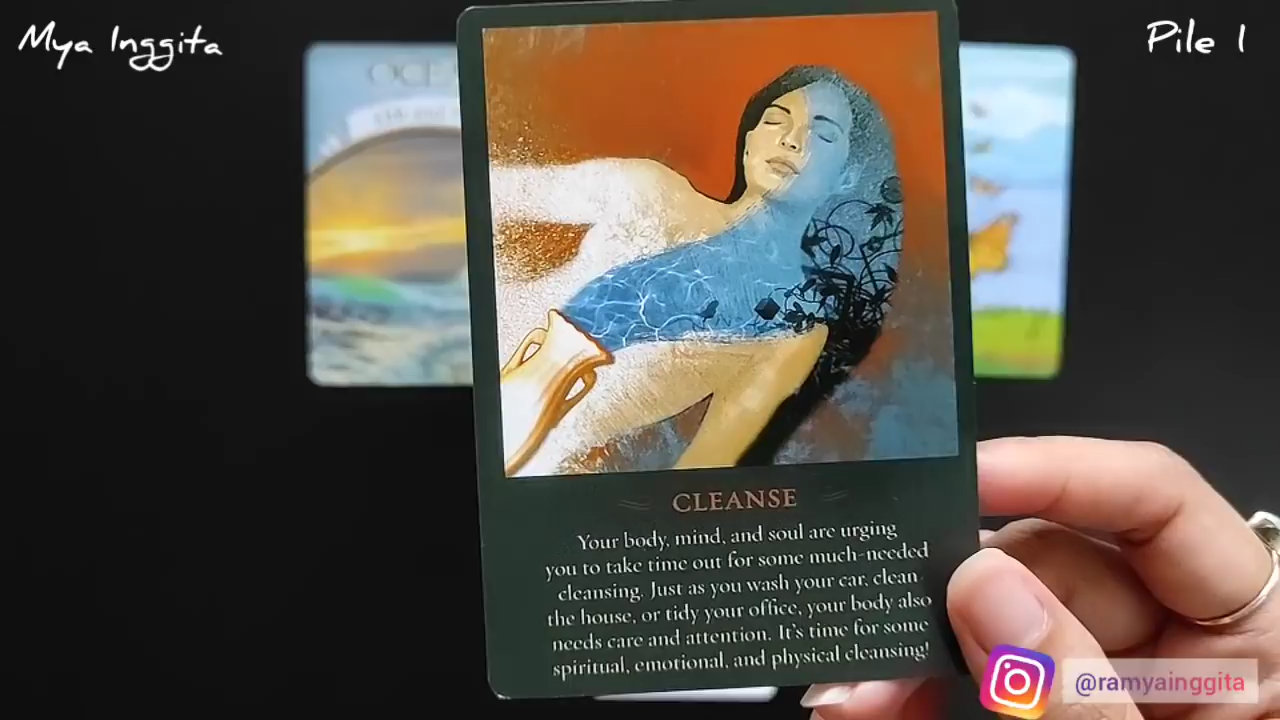 Mya Inggita
Pile 1
CLEANSE
Your body, mind, and soul are urging
you to take time out for some much-needed
cleansing. Just as you wash your car, clean
the house, or tidy your office, your body also
needs care and attention. It's time for some
spiritual, emotional, and physical cleansing!
@ramyainggita